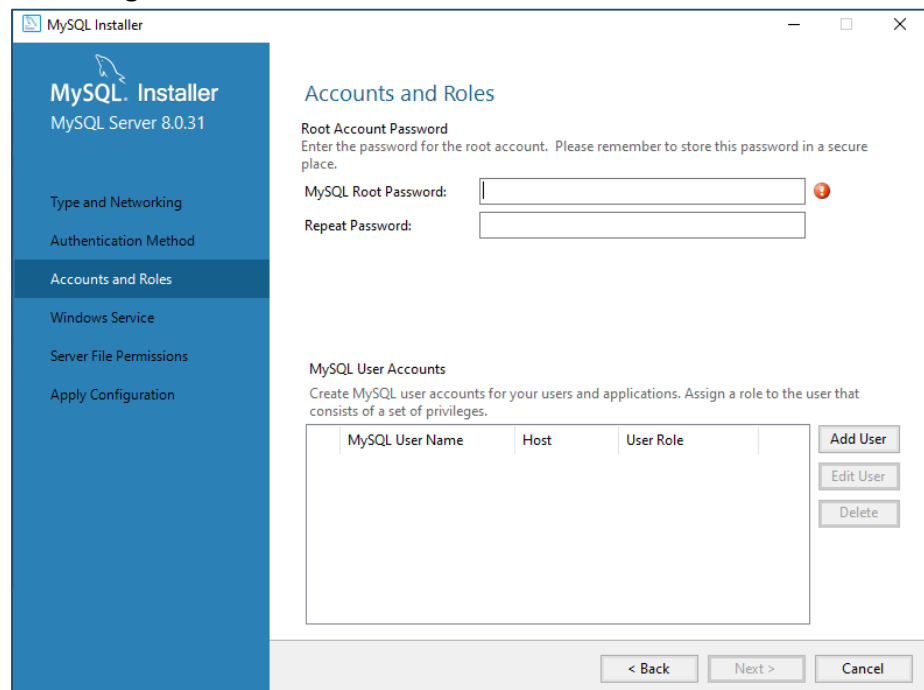 MySQL Installer
MySQL. Installer
MySQL Server 8.0.31
Type and Networking
Authentication Method
Accounts and Roles
Windows Service
Server File Permissions
Apply Configuration
Accounts and Roles
Root Account Password
Enter the password for the root account. Please remember to store this password in a secure
place.
MySQL Root Password:
Repeat Password:
MySQL User Accounts
Create MySQL user accounts for your users and applications. Assign a role to the user that
consists of a set of privileges.
MySQL User Name Host User Role
Add User
Edit User
Delete
< Back Next > Cancel